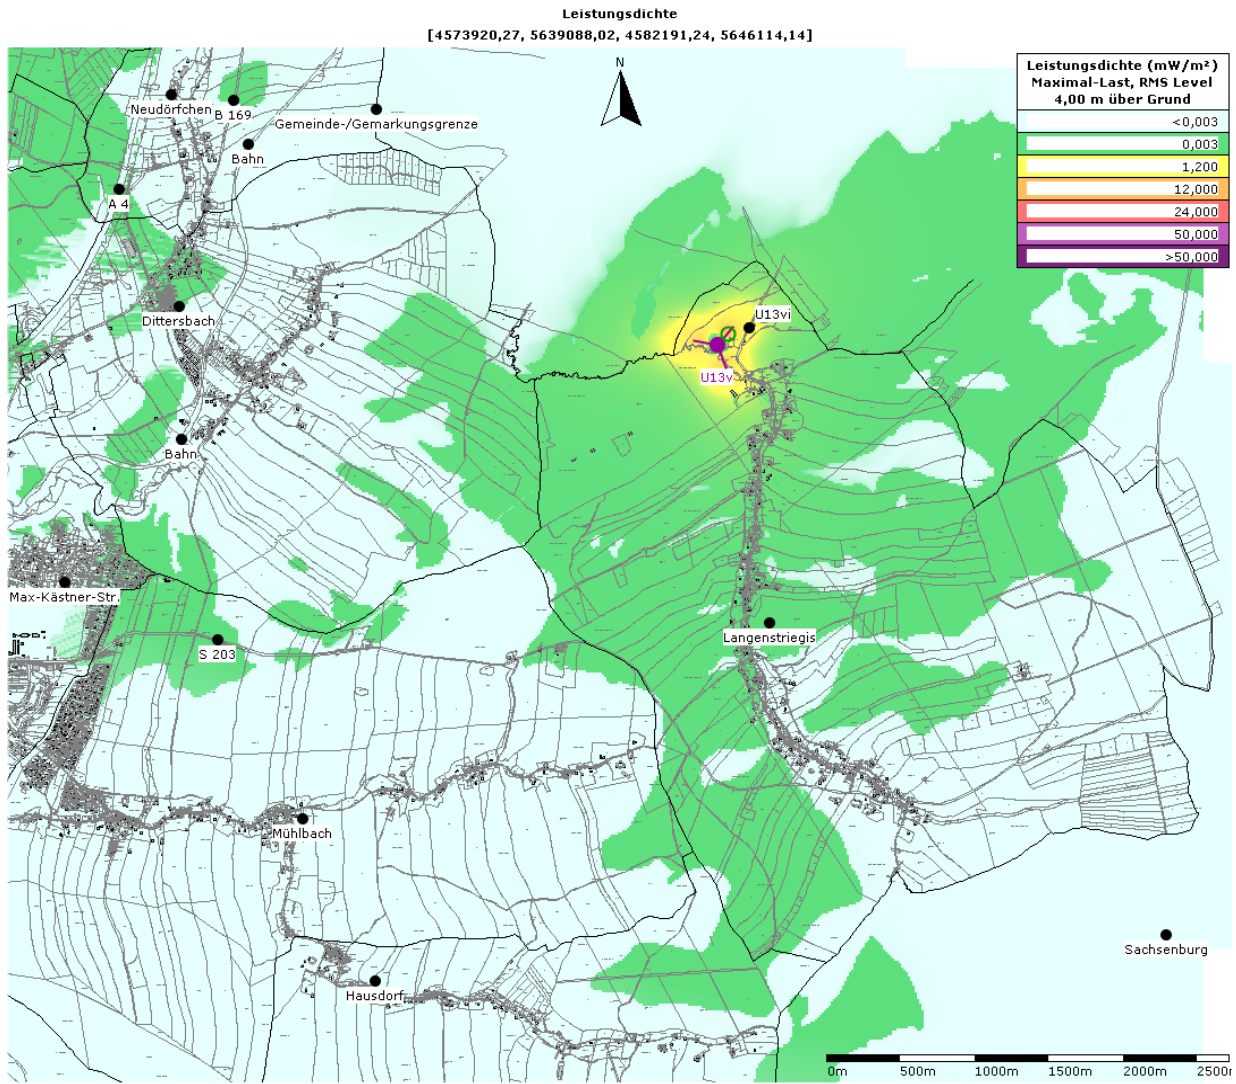 Leistungsdichte
[4573920,27, 5639088,02, 4582191,24, 5646114,14]
N
Leistungsdichte (mW/m²)
Maximal-Last, RMS Level
4,00 m über Grund
<0,003
0,003
1,200
12,000
24,000
50,000
>50,000
Neudörfchen
B 169
Gemeinde-/Gemarkungsgrenze
Bahn
A 4
Dittersbach
U13vi
U13v
Bahn
Max-Kästner-Str.
S 203
Langenstriegis
Mühlbach
Sachsenburg
Hausdorf
0m
500m
1000m
1500m
2000m
2500m